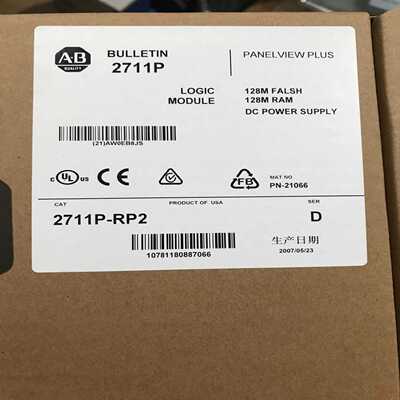 AB
QUALITY
BULLETIN
2711P
PANELVIEW PLUS
LOGIC
MODULE
128M FALSH
128M RAM
DC POWER SUPPLY
(21)AW0EB8JS
C UL US
CE
FB
MAT NO
PN-21066
CAT
PRODUCT OF USA
SER
2711P-RP2
D
10781180887066
生产日期
2007/05/23